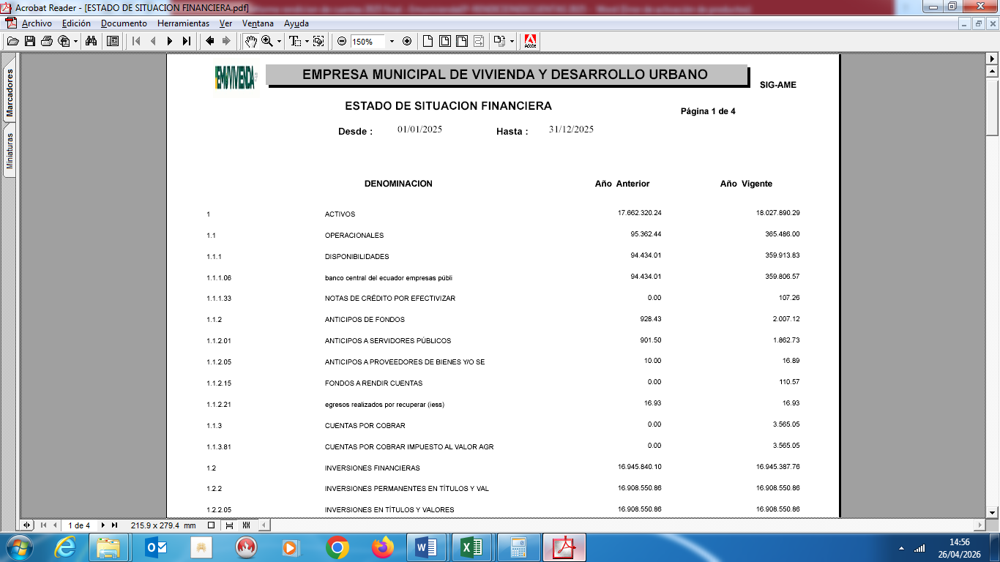 Acrobat Reader - [ESTADO DE SITUACION FINANCIERA.pdf]
Archivo Edición Documento Herramientas Ver Ventana Ayuda
150%
Marcadores
Miniaturas
EMUVIVIENDA
EMPRESA MUNICIPAL DE VIVIENDA Y DESARROLLO URBANO
SIG-AME
ESTADO DE SITUACION FINANCIERA
Página 1 de 4
Desde : 01/01/2025 Hasta : 31/12/2025
DENOMINACION Año Anterior Año Vigente
1 ACTIVOS 17.662.320.24 18.027.890.29
1.1 OPERACIONALES 95.362.44 365.486.00
1.1.1 DISPONIBILIDADES 94.434.01 359.913.83
1.1.1.06 banco central del ecuador empresas públi 94.434.01 359.806.57
1.1.1.33 NOTAS DE CRÉDITO POR EFECTIVIZAR 0.00 107.26
1.1.2 ANTICIPOS DE FONDOS 928.43 2.007.12
1.1.2.01 ANTICIPOS A SERVIDORES PÚBLICOS 901.50 1.862.73
1.1.2.05 ANTICIPOS A PROVEEDORES DE BIENES Y/O SE 10.00 16.89
1.1.2.15 FONDOS A RENDIR CUENTAS 0.00 110.57
1.1.2.21 egresos realizados por recuperar (iess) 16.93 16.93
1.1.3 CUENTAS POR COBRAR 0.00 3.565.05
1.1.3.81 CUENTAS POR COBRAR IMPUESTO AL VALOR AGR 0.00 3.565.05
1.2 INVERSIONES FINANCIERAS 16.945.840.10 16.945.387.76
1.2.2 INVERSIONES PERMANENTES EN TÍTULOS Y VAL 16.908.550.86 16.908.550.86
1.2.2.05 INVERSIONES EN TÍTULOS Y VALORES 16.908.550.86 16.908.550.86
1 de 4 215.9 x 279.4 mm
14:56
26/04/2026